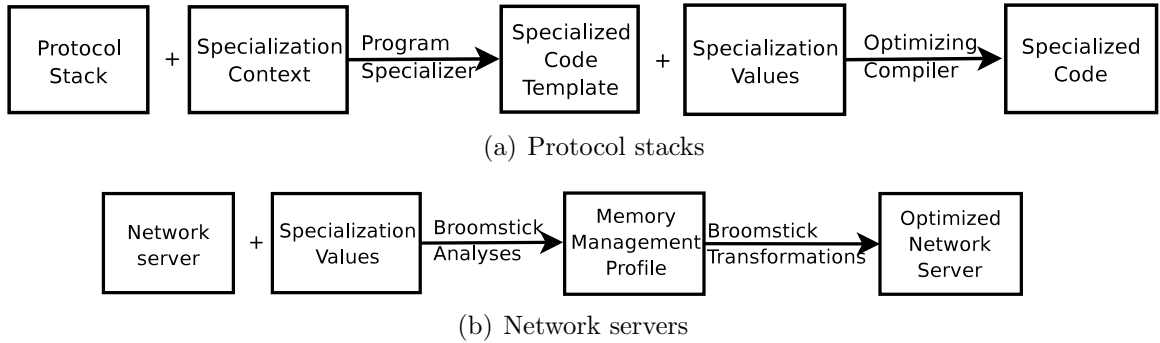 Protocol Stack + Specialization Context Program Specializer Specialized Code Template + Specialization Values Optimizing Compiler Specialized Code
(a) Protocol stacks
Network server + Specialization Values Broomstick Analyses Memory Management Profile Broomstick Transformations Optimized Network Server
(b) Network servers